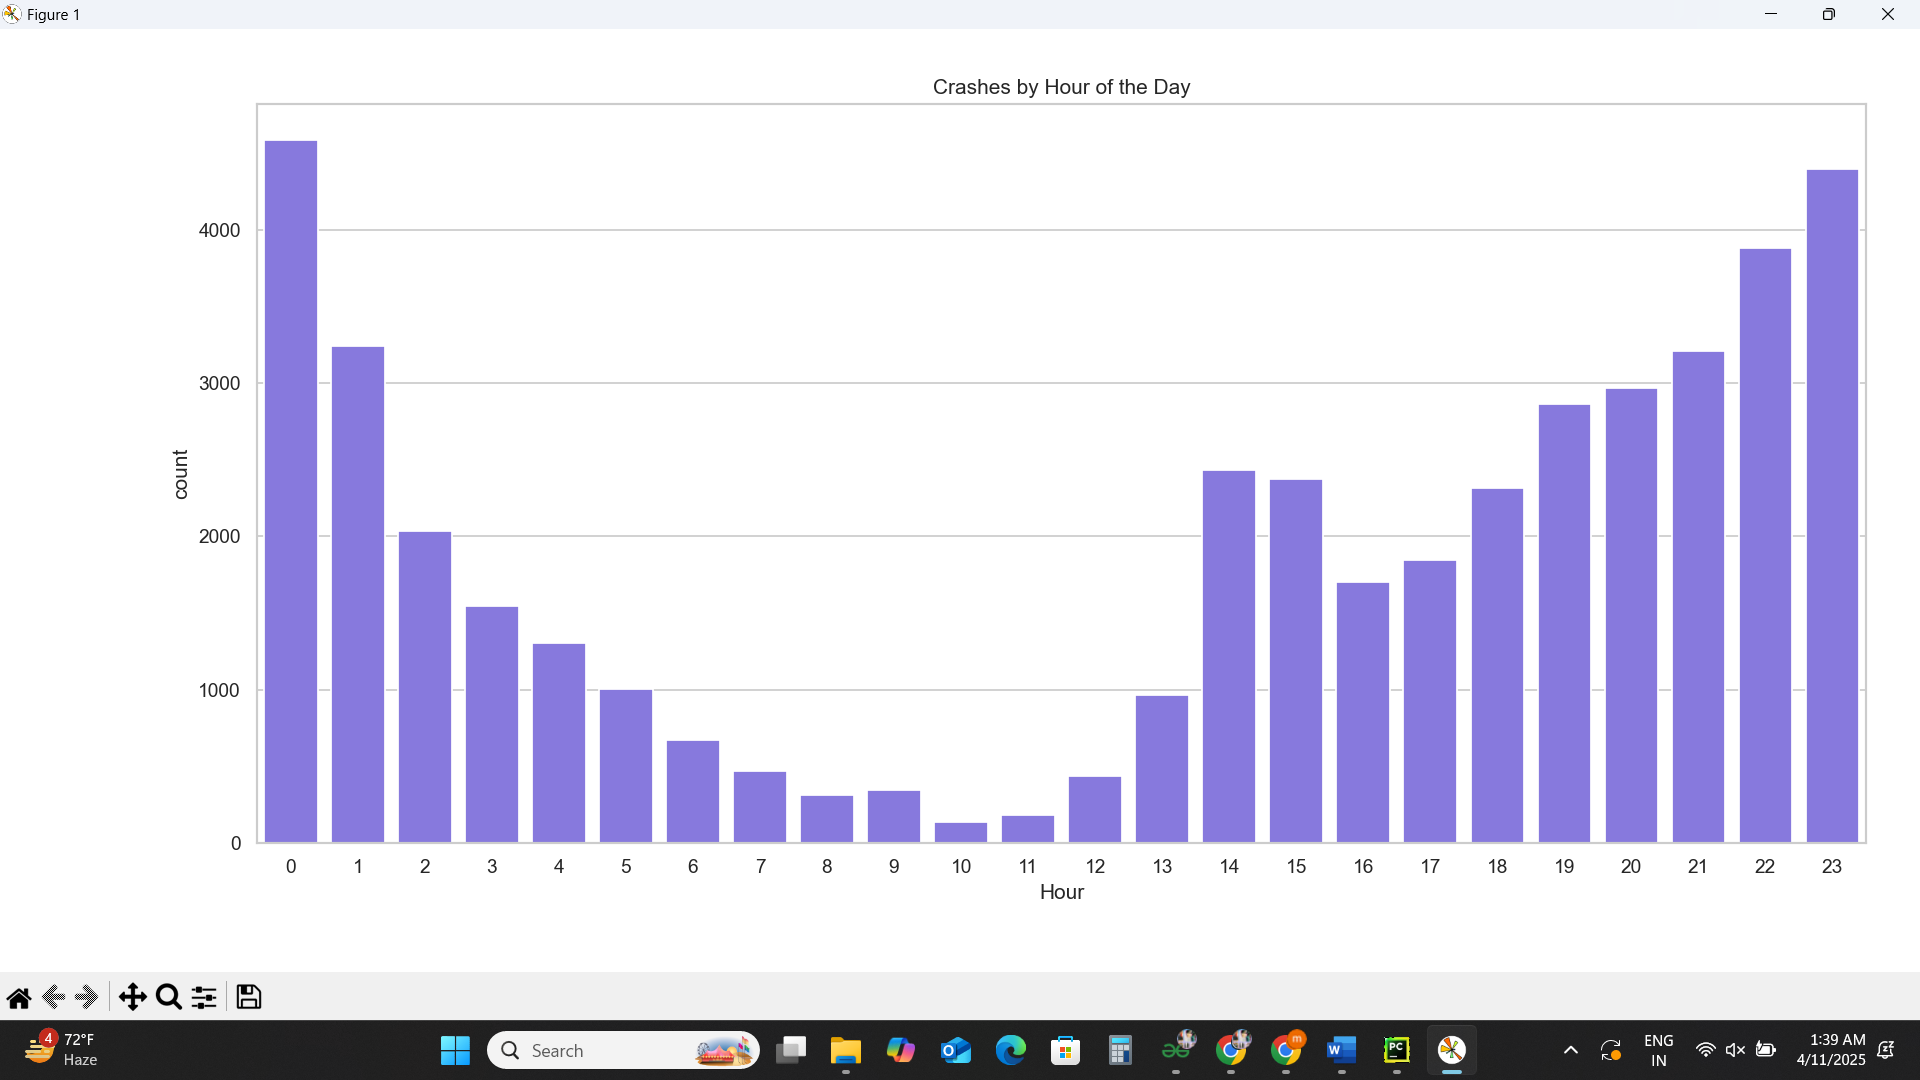 Figure 1
Crashes by Hour of the Day
4000
3000
count
2000
1000
0
0 1 2 3 4 5 6 7 8 9 10 11 12 13 14 15 16 17 18 19 20 21 22 23
Hour
4
72°F
Haze
Search
m
PC
ENG
IN
1:39 AM
4/11/2025